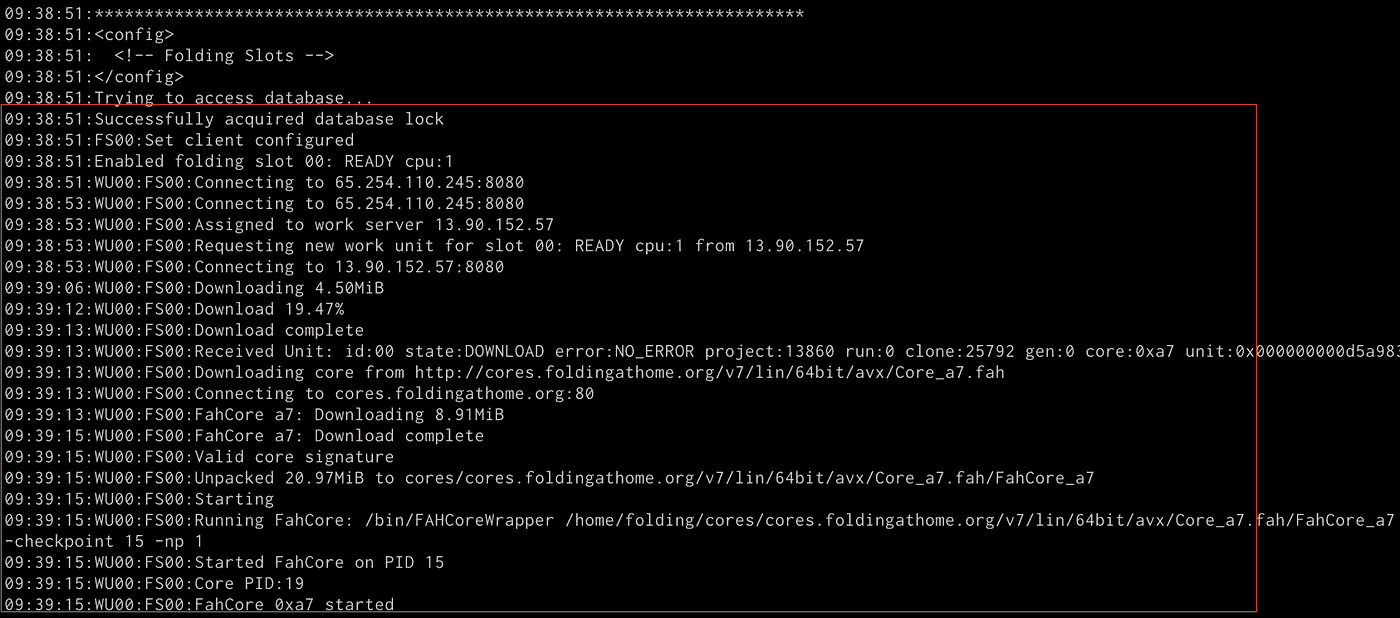 09:38:51:***********************************************************************
09:38:51:<config>
09:38:51:  <!-- Folding Slots -->
09:38:51:</config>
09:38:51:Trying to access database...
09:38:51:Successfully acquired database lock
09:38:51:FS00:Set client configured
09:38:51:Enabled folding slot 00: READY cpu:1
09:38:51:WU00:FS00:Connecting to 65.254.110.245:8080
09:38:53:WU00:FS00:Connecting to 65.254.110.245:8080
09:38:53:WU00:FS00:Assigned to work server 13.90.152.57
09:38:53:WU00:FS00:Requesting new work unit for slot 00: READY cpu:1 from 13.90.152.57
09:38:53:WU00:FS00:Connecting to 13.90.152.57:8080
09:39:06:WU00:FS00:Downloading 4.50MiB
09:39:12:WU00:FS00:Download 19.47%
09:39:13:WU00:FS00:Download complete
09:39:13:WU00:FS00:Received Unit: id:00 state:DOWNLOAD error:NO_ERROR project:13860 run:0 clone:25792 gen:0 core:0xa7 unit:0x000000000d5a983
09:39:13:WU00:FS00:Downloading core from http://cores.foldingathome.org/v7/lin/64bit/avx/Core_a7.fah
09:39:13:WU00:FS00:Connecting to cores.foldingathome.org:80
09:39:13:WU00:FS00:FahCore a7: Downloading 8.91MiB
09:39:15:WU00:FS00:FahCore a7: Download complete
09:39:15:WU00:FS00:Valid core signature
09:39:15:WU00:FS00:Unpacked 20.97MiB to cores/cores.foldingathome.org/v7/lin/64bit/avx/Core_a7.fah/FahCore_a7
09:39:15:WU00:FS00:Starting
09:39:15:WU00:FS00:Running FahCore: /bin/FAHCoreWrapper /home/folding/cores/cores.foldingathome.org/v7/lin/64bit/avx/Core_a7.fah/FahCore_a7
-checkpoint 15 -np 1
09:39:15:WU00:FS00:Started FahCore on PID 15
09:39:15:WU00:FS00:Core PID:19
09:39:15:WU00:FS00:FahCore 0xa7 started